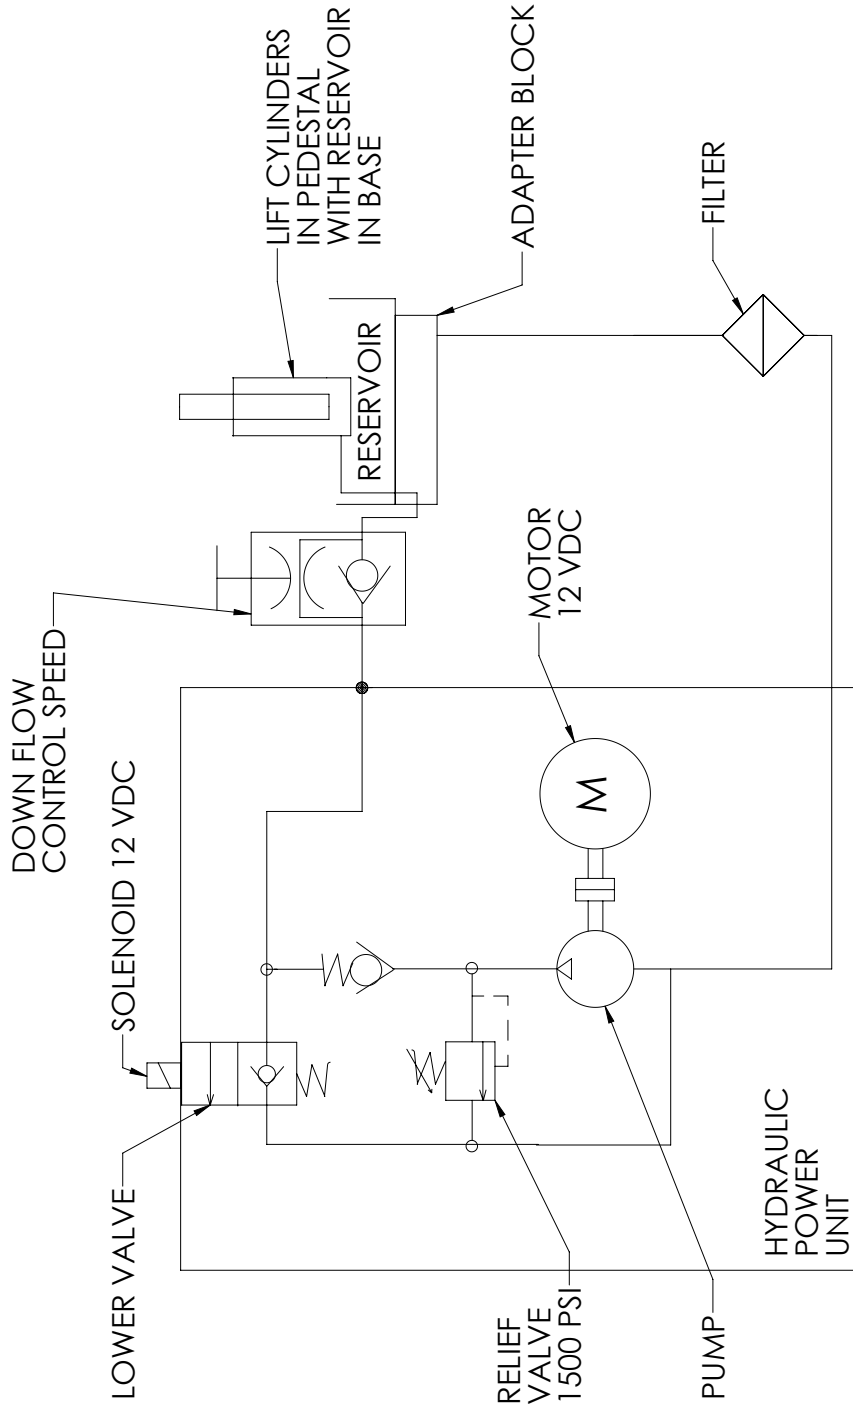 LOWER VALVE
SOLENOID 12 VDC
DOWN FLOW
CONTROL SPEED
LIFT CYLINDERS
IN PEDESTAL
WITH RESERVOIR
IN BASE
RESERVOIR
ADAPTER BLOCK
RELIEF
VALVE
1500 PSI
M
MOTOR
12 VDC
PUMP
FILTER
HYDRAULIC
POWER
UNIT